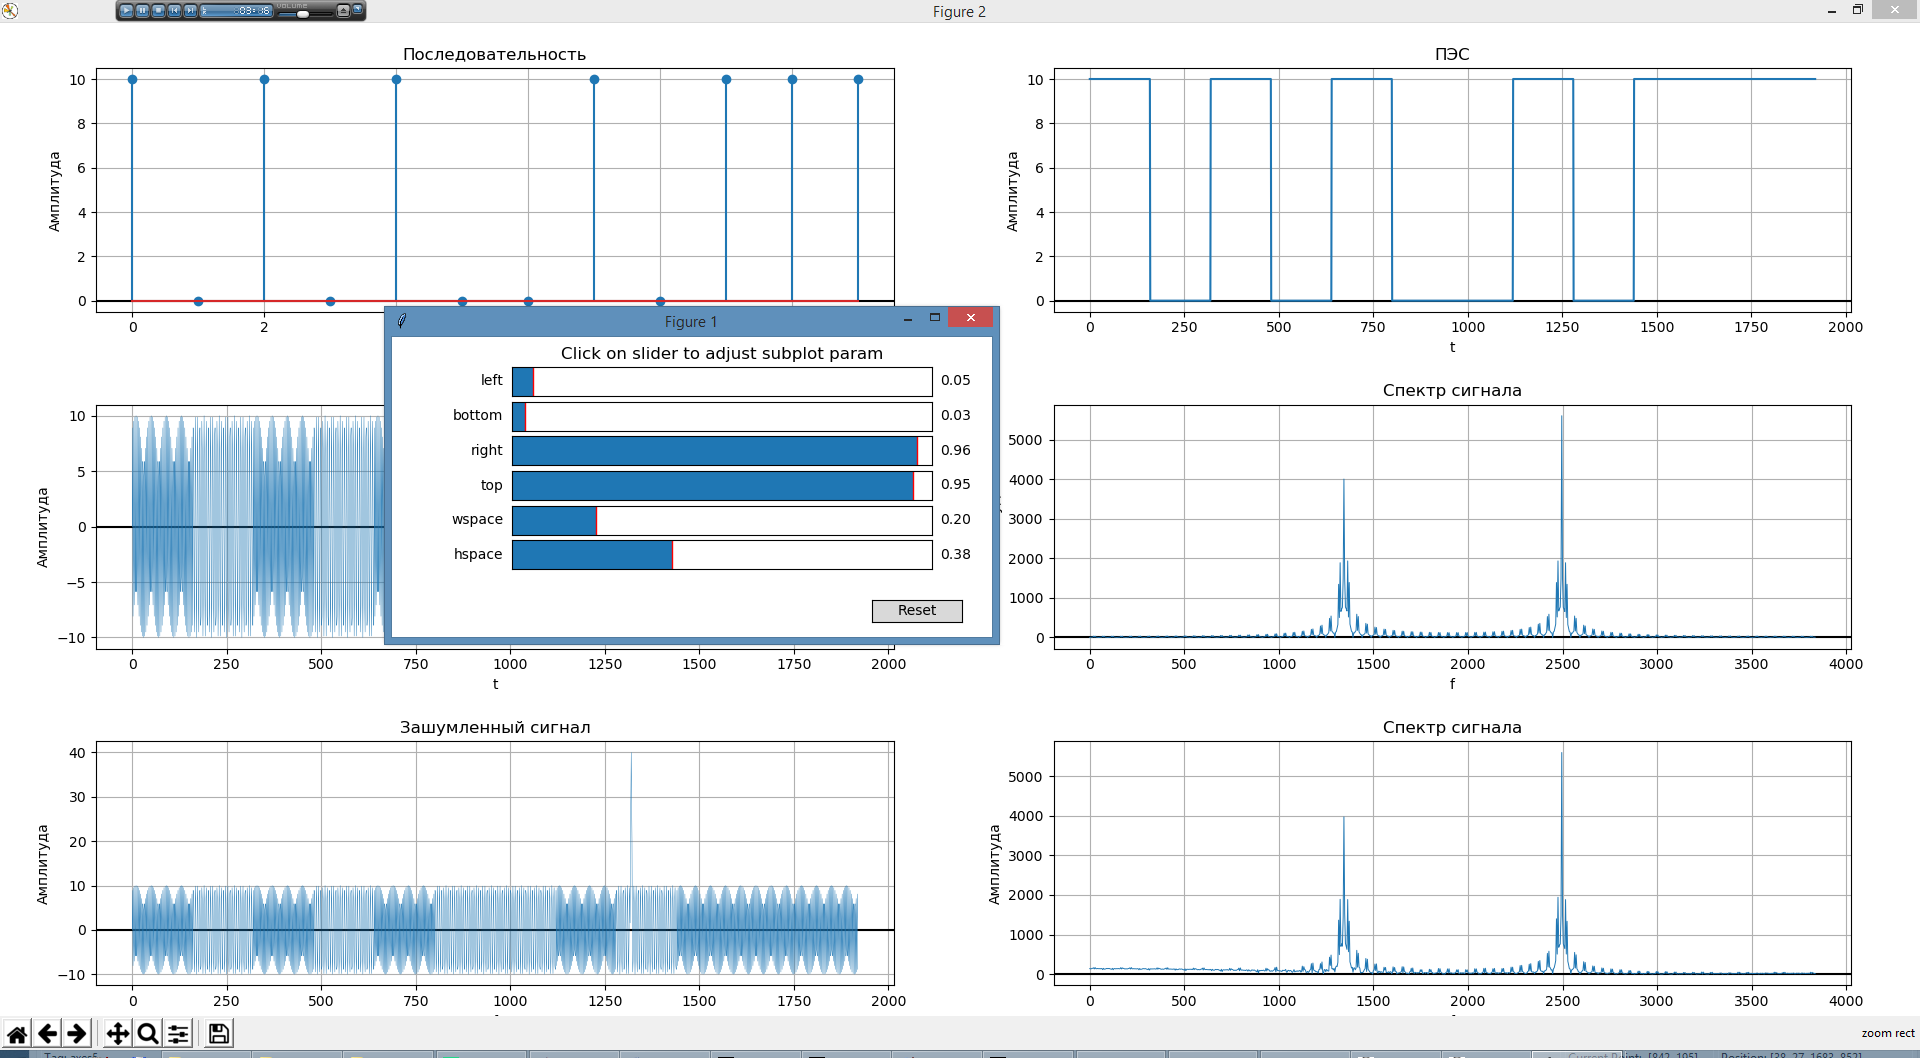 Figure 2
03:36
VOLUME
Последовательность
10
8
6
4
2
0
Амплитуда
0
2
ПЭС
10
8
6
4
2
0
Амплитуда
0 250 500 750 1000 1250 1500 1750 2000
t
Figure 1
Click on slider to adjust subplot param
left 0.05
bottom 0.03
right 0.96
top 0.95
wspace 0.20
hspace 0.38
Reset
10
5
0
−5
−10
Амплитуда
0 250 500 750 1000 1250 1500 1750 2000
t
Спектр сигнала
5000
4000
3000
2000
1000
0
0 500 1000 1500 2000 2500 3000 3500 4000
f
Зашумленный сигнал
40
30
20
10
0
−10
Амплитуда
0 250 500 750 1000 1250 1500 1750 2000
Спектр сигнала
5000
4000
3000
2000
1000
0
Амплитуда
0 500 1000 1500 2000 2500 3000 3500 4000
zoom rect